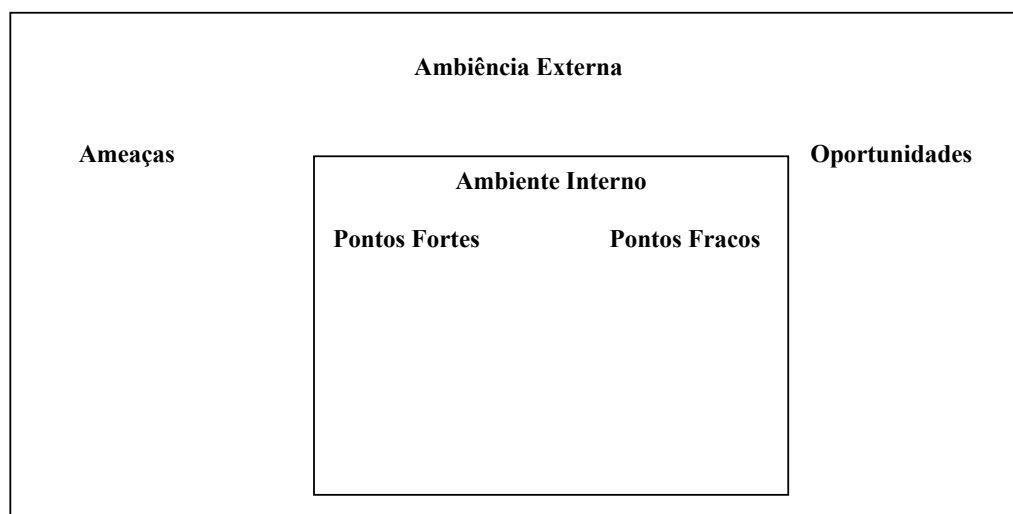 Ambiência Externa
Ameaças
Oportunidades
Ambiente Interno
Pontos Fortes
Pontos Fracos